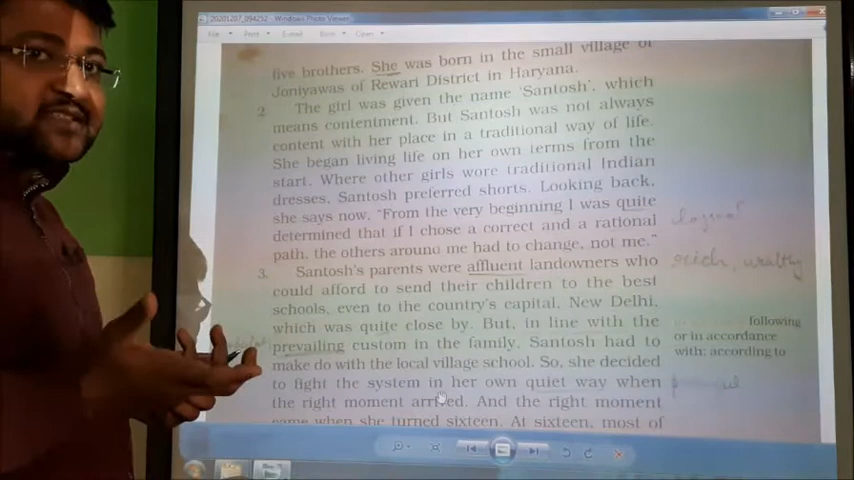 20201207_094252 - Windows Photo Viewer
File Print E-mail Burn Open
five brothers. She was born in the small village of
Joniyawas of Rewari District in Haryana.
2. The girl was given the name 'Santosh', which
means contentment. But Santosh was not always
content with her place in a traditional way of life.
She began living life on her own terms from the
start. Where other girls wore traditional Indian
dresses, Santosh preferred shorts. Looking back,
she says now, "From the very beginning I was quite
determined that if I chose a correct and a rational
path, the others around me had to change, not me."
logical
3. Santosh's parents were affluent landowners who
rich, wealthy
could afford to send their children to the best
schools, even to the country's capital, New Delhi,
which was quite close by. But, in line with the
prevailing custom in the family, Santosh had to
make do with the local village school. So, she decided
to fight the system in her own quiet way when
the right moment arrived. And the right moment
came when she turned sixteen. At sixteen, most of
following
or in accordance
with: according to